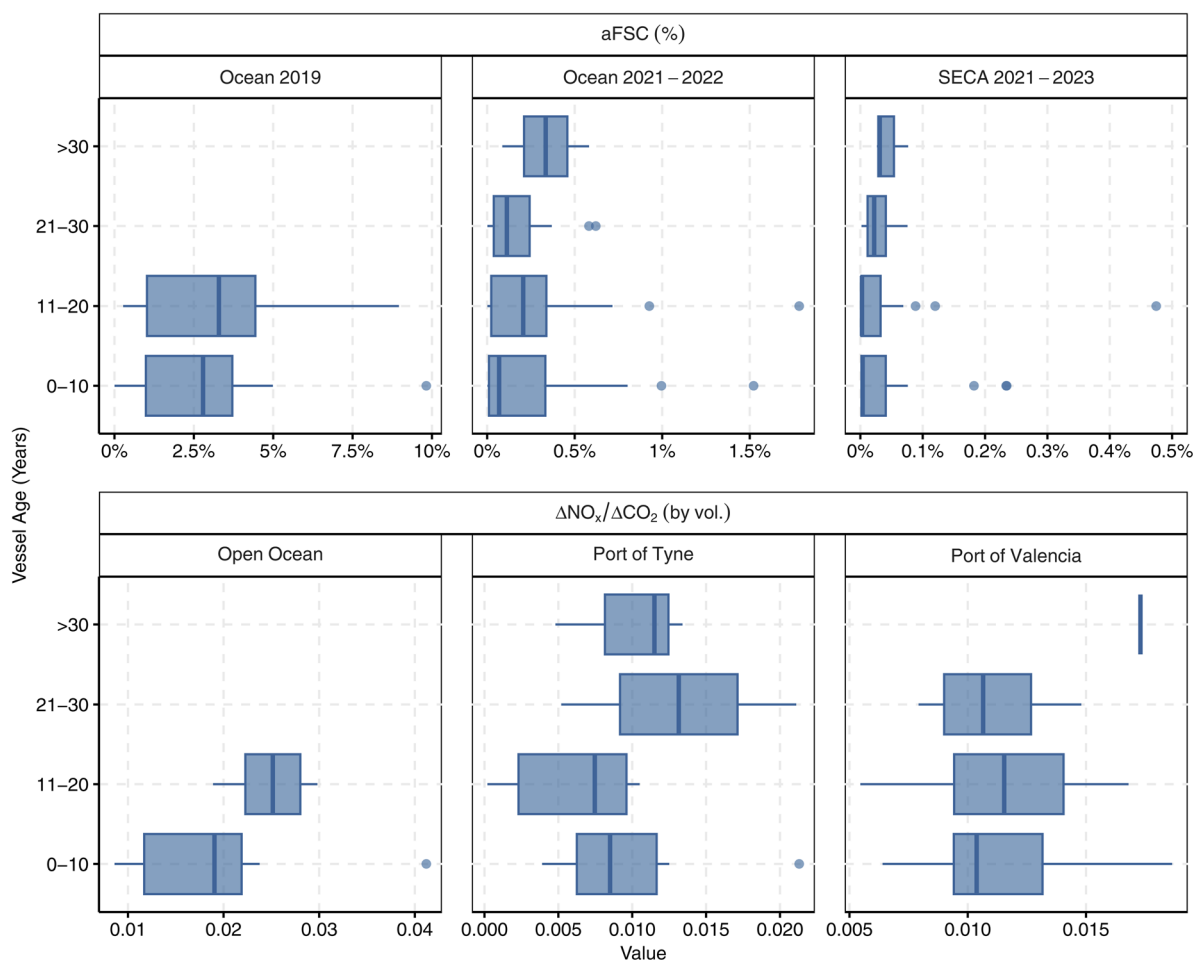 aFSC (%)
Ocean 2019
Ocean 2021 – 2022
SECA 2021 – 2023
>30
21–30
11–20
0–10
0% 2.5% 5% 7.5% 10%
0% 0.5% 1% 1.5%
0% 0.1% 0.2% 0.3% 0.4% 0.5%
Vessel Age (Years)
ΔNOₓ/ΔCO₂ (by vol.)
Open Ocean
Port of Tyne
Port of Valencia
>30
21–30
11–20
0–10
0.01 0.02 0.03 0.04
0.000 0.005 0.010 0.015 0.020
0.005 0.010 0.015
Value